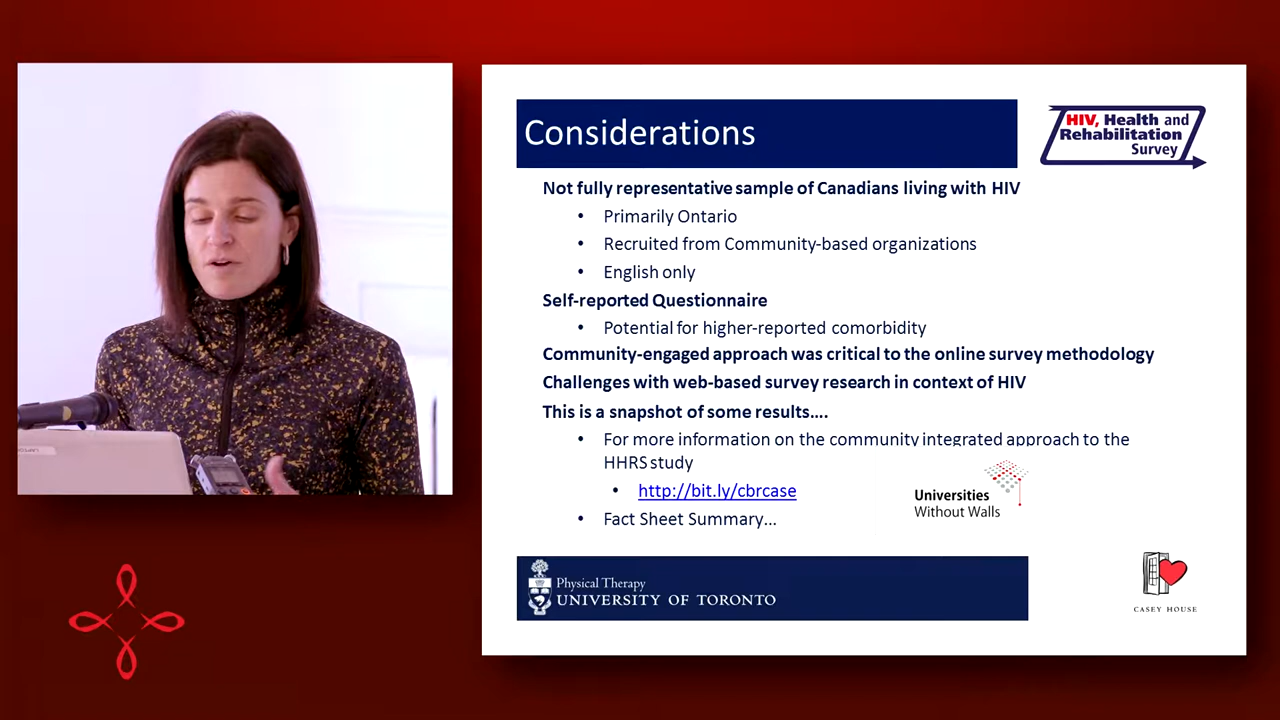 Considerations
HIV, Health and
Rehabilitation
Survey
Not fully representative sample of Canadians living with HIV
• Primarily Ontario
• Recruited from Community-based organizations
• English only
Self-reported Questionnaire
• Potential for higher-reported comorbidity
Community-engaged approach was critical to the online survey methodology
Challenges with web-based survey research in context of HIV
This is a snapshot of some results....
• For more information on the community integrated approach to the
HHRS study
• http://bit.ly/cbrcase
• Fact Sheet Summary...
Universities
Without Walls
Physical Therapy
UNIVERSITY OF TORONTO
CASEY HOUSE